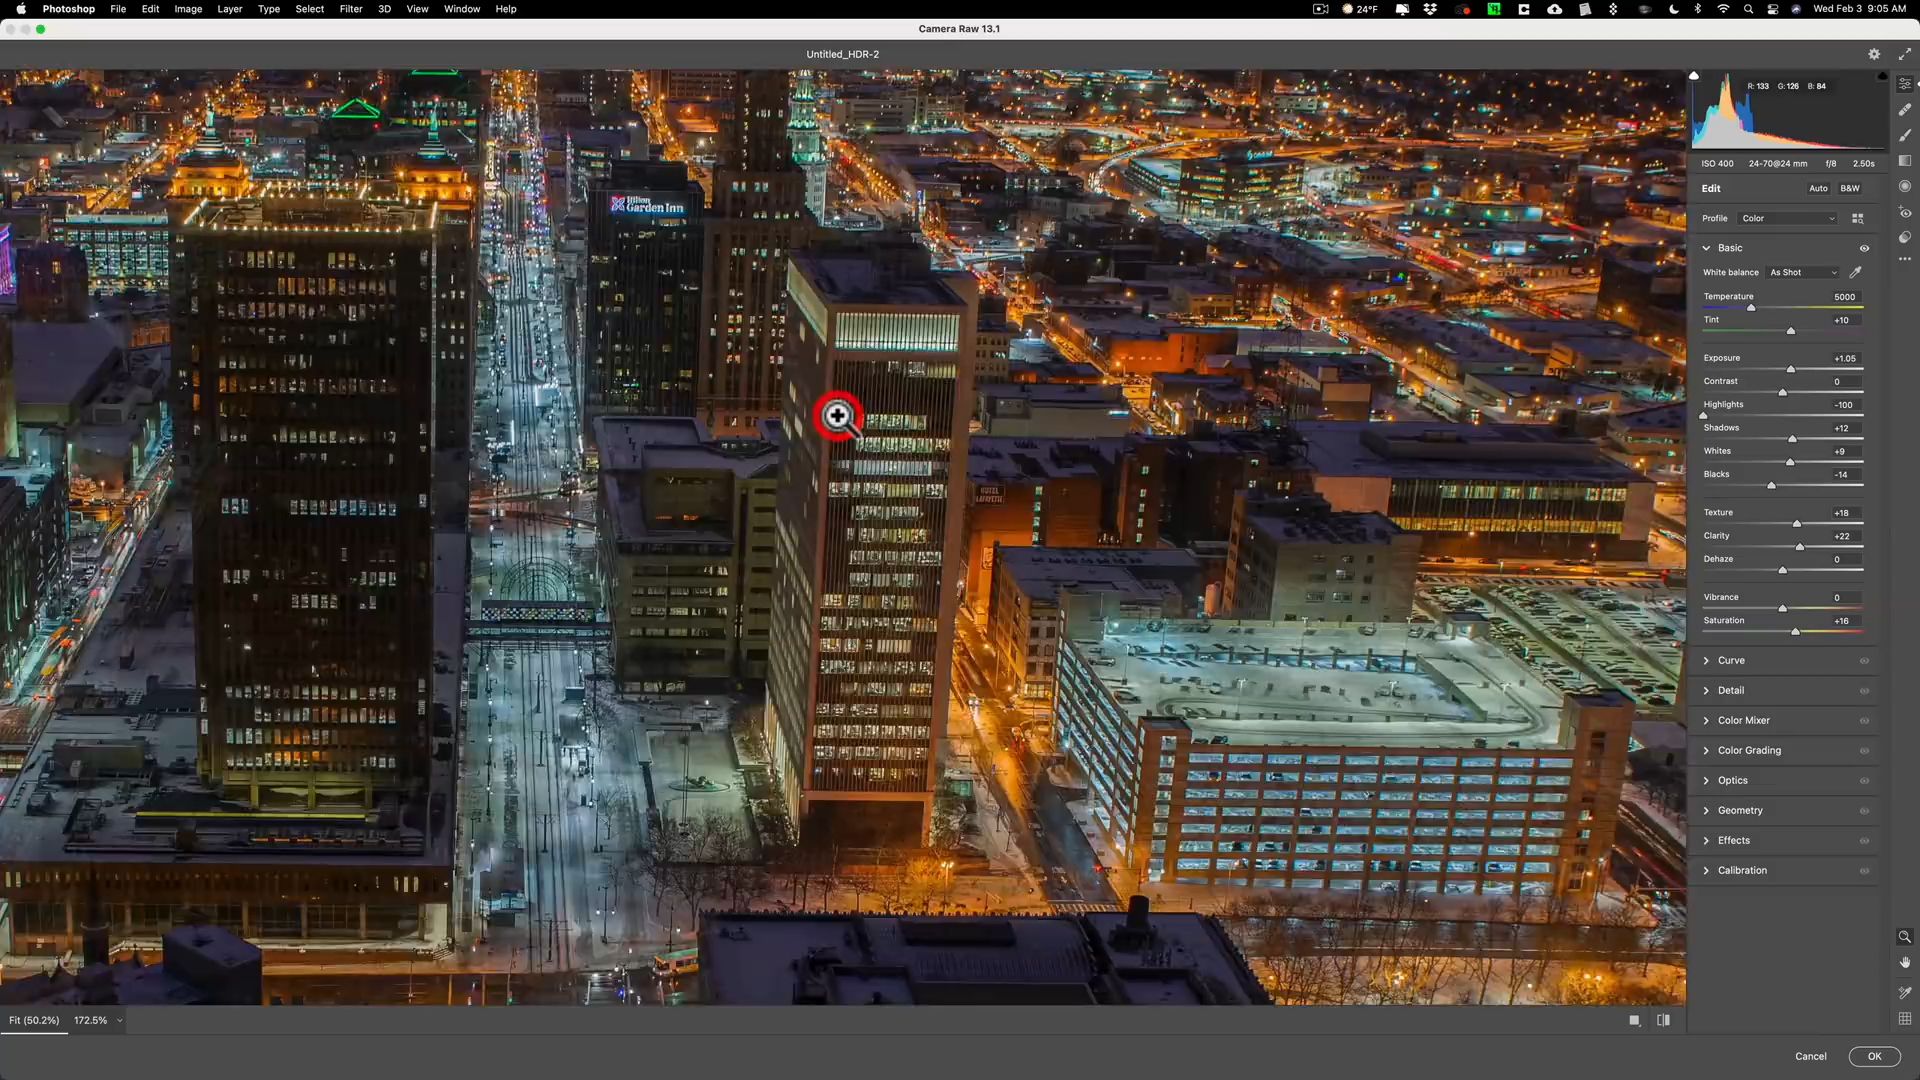 Photoshop File Edit Image Layer Type Select Filter 3D View Window Help 24°F Wed Feb 3 9:05 AM
Camera Raw 13.1
Untitled_HDR-2
R: 133 G: 126 B: 84
ISO 400 24-70@24 mm f/8 2.50s
Edit Auto B&W
Profile Color
Basic
White balance As Shot
Temperature 5000
Tint +10
Exposure +1.05
Contrast 0
Highlights -100
Shadows +12
Whites +9
Blacks -14
Texture +18
Clarity +22
Dehaze 0
Vibrance 0
Saturation +16
Curve
Detail
Color Mixer
Color Grading
Optics
Geometry
Effects
Calibration
Hilton
Garden Inn
HOTEL
LAFAYETTE
Fit (50.2%) 172.5%
Cancel OK